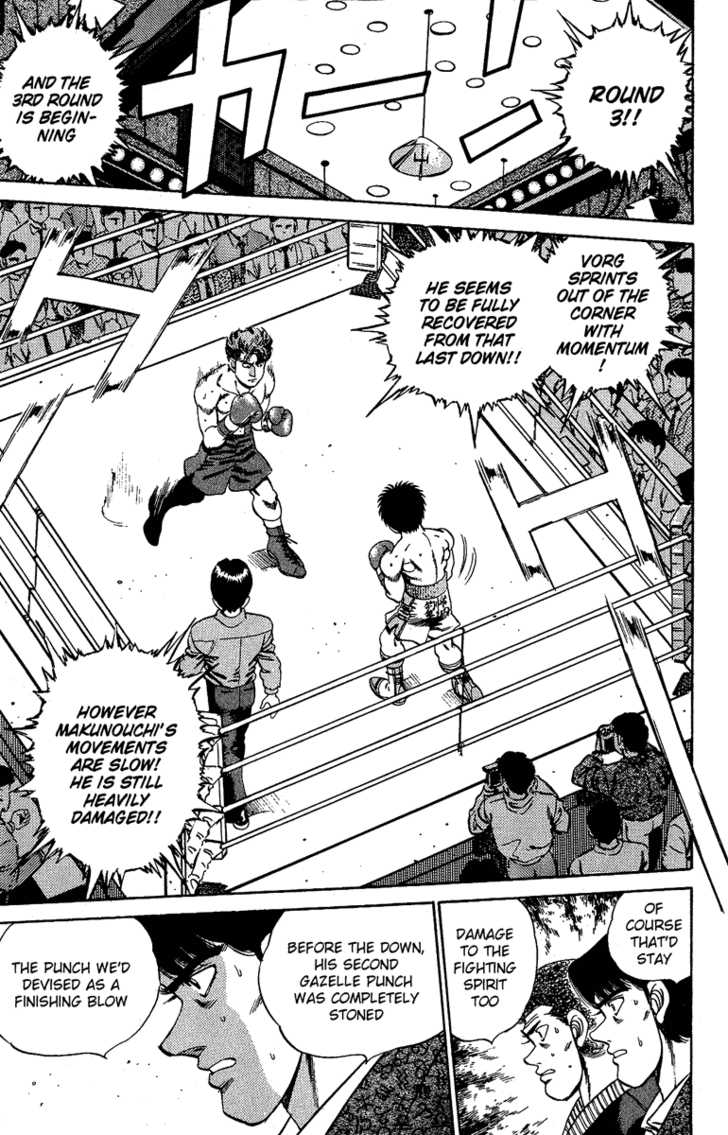 ROUND
3!!
カーン
AND THE
3RD ROUND
IS BEGIN-
NING
VORG
SPRINTS
OUT OF THE
CORNER
WITH
MOMENTUM
!
HE SEEMS
TO BE FULLY
RECOVERED
FROM THAT
LAST DOWN!!
HOWEVER
MAKUNOUCHI'S
MOVEMENTS
ARE SLOW!
HE IS STILL
HEAVILY
DAMAGED!!
OF
COURSE
THAT'D
STAY
DAMAGE
TO THE
FIGHTING
SPIRIT
TOO
BEFORE THE DOWN,
HIS SECOND
GAZELLE PUNCH
WAS COMPLETELY
STONED
THE PUNCH WE'D
DEVISED AS A
FINISHING BLOW